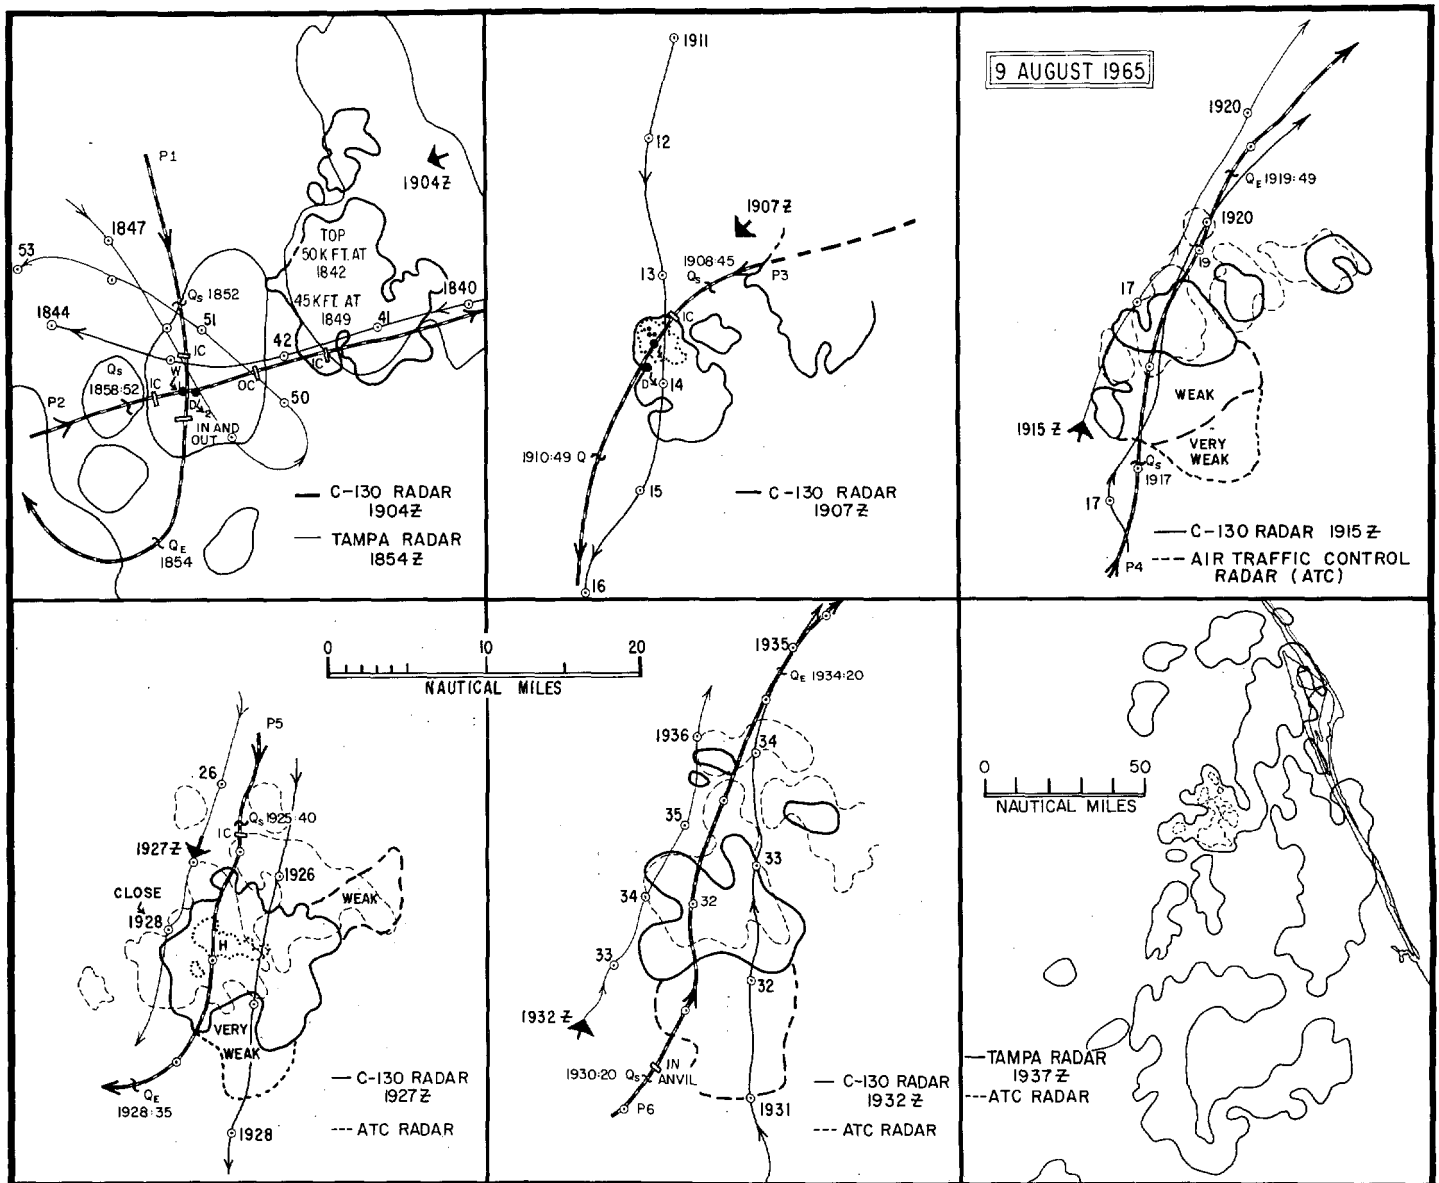 P1
1904Z
1847
53
TOP
50K FT. AT
1842
45K FT. AT
1849
1840
QS 1852
1844
51
41
42
IC
IC
OC
QS
1858:52
IC
W
1
P2
D
2
50
IN AND
OUT
QE
1854
C-130 RADAR
1904Z
TAMPA RADAR
1854Z
1911
12
1907Z
1908:45
QS
P3
13
IC
D
14
1910:49 Q
15
16
C-130 RADAR
1907Z
9 AUGUST 1965
1920
QE 1919:49
1920
19
17
WEAK
1915Z
VERY
WEAK
QS
1917
17
P4
C-130 RADAR 1915Z
AIR TRAFFIC CONTROL
RADAR (ATC)
0 10 20
NAUTICAL MILES
P5
26
QS 1925:40
IC
1927Z
CLOSE
1926
WEAK
1928
H
VERY
WEAK
QE
1928:35
1928
C-130 RADAR
1927Z
ATC RADAR
1935
QE 1934:20
1936
34
35
33
34
32
33
32
1932Z
1930:20 QS
IN
ANVIL
P6
1931
C-130 RADAR
1932Z
ATC RADAR
0 50
NAUTICAL MILES
TAMPA RADAR
1937Z
ATC RADAR